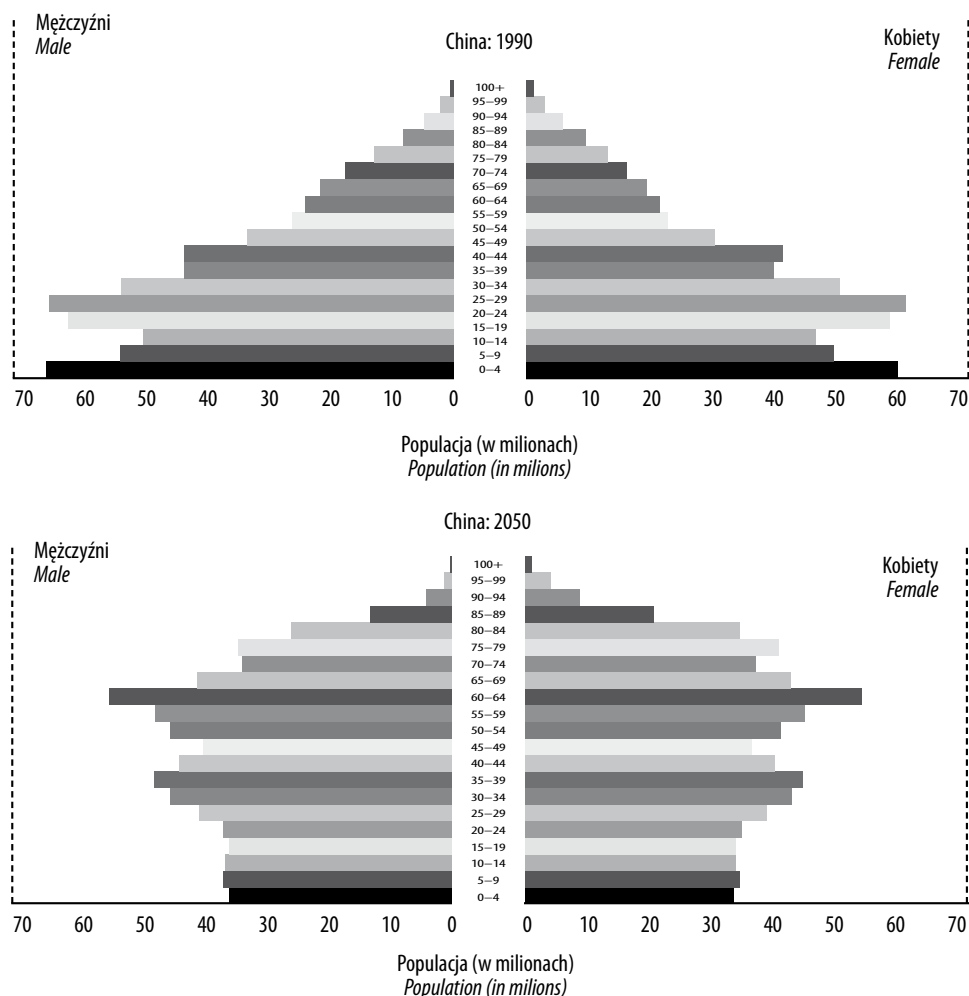 Mężczyźni
Male
China: 1990
Kobiety
Female
100+
95–99
90–94
85–89
80–84
75–79
70–74
65–69
60–64
55–59
50–54
45–49
40–44
35–39
30–34
25–29
20–24
15–19
10–14
5–9
0–4
70 60 50 40 30 20 10 0 0 10 20 30 40 50 60 70
Populacja (w milionach)
Population (in milions)
China: 2050
Mężczyźni
Male
Kobiety
Female
100+
95–99
90–94
85–89
80–84
75–79
70–74
65–69
60–64
55–59
50–54
45–49
40–44
35–39
30–34
25–29
20–24
15–19
10–14
5–9
0–4
70 60 50 40 30 20 10 0 0 10 20 30 40 50 60 70
Populacja (w milionach)
Population (in milions)